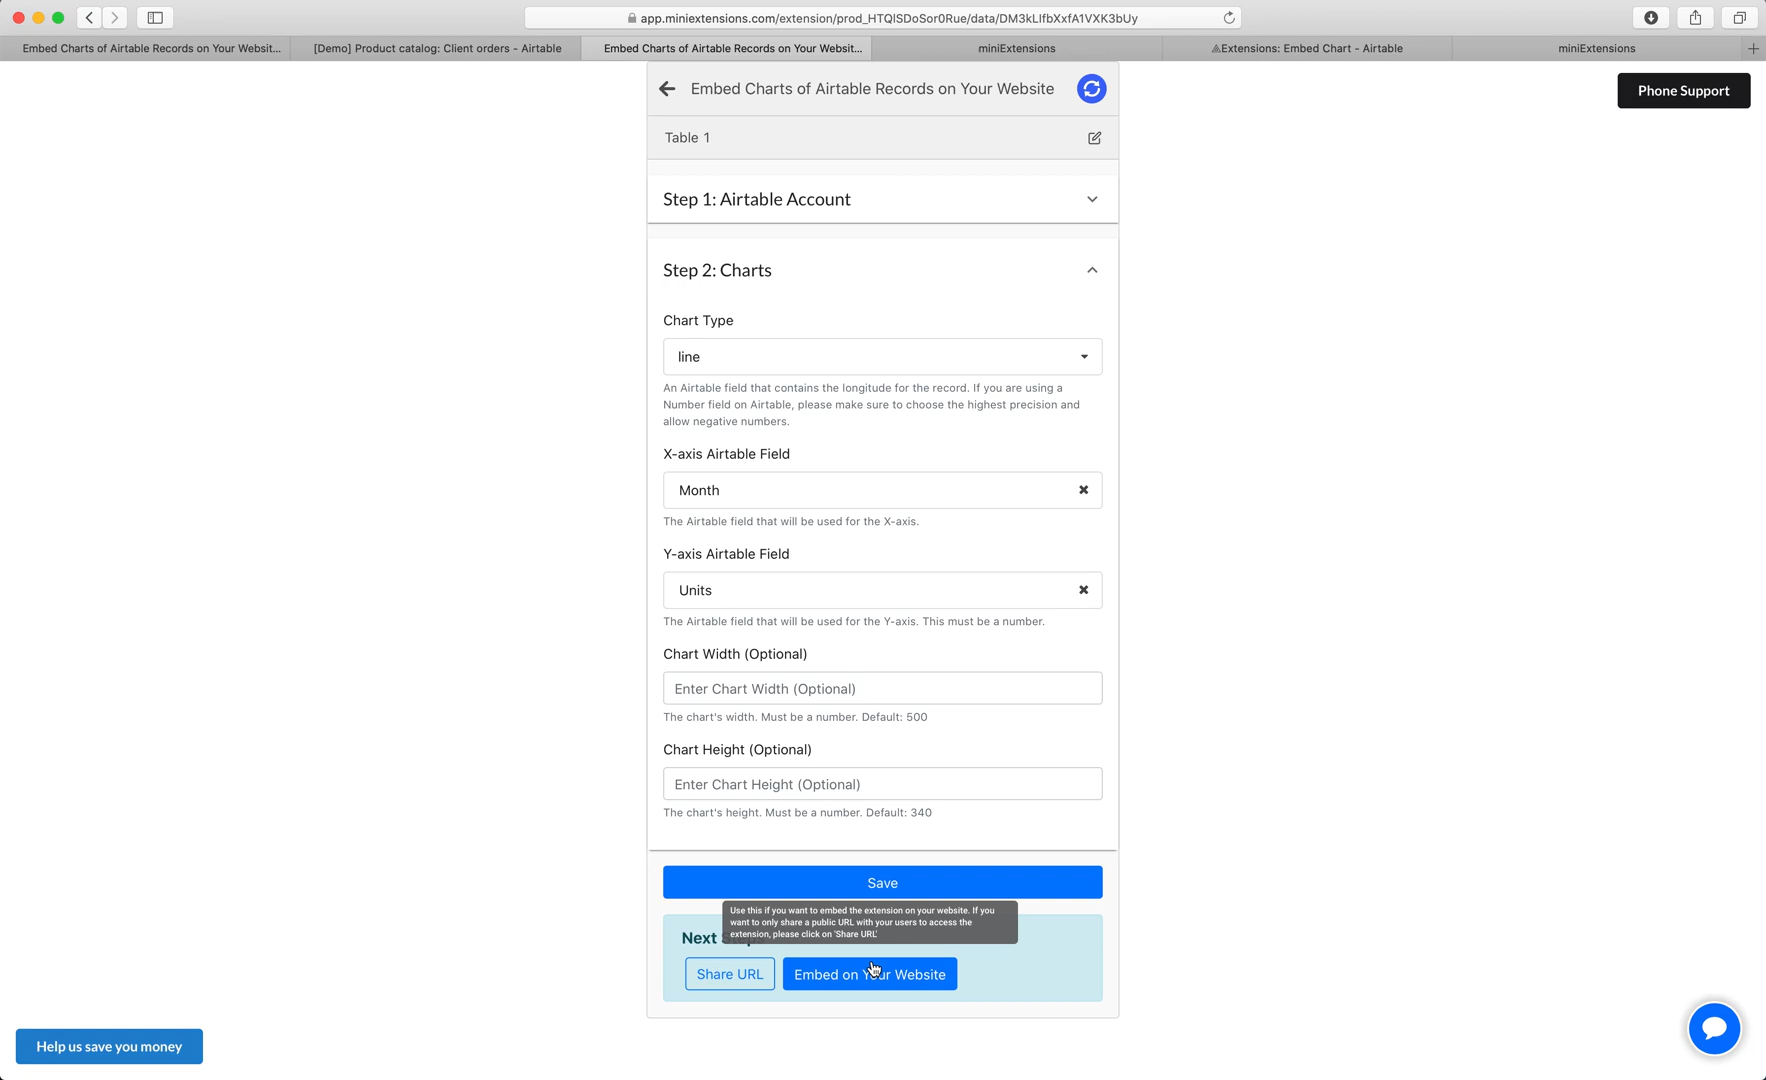 app.miniextensions.com/extension/prod_HTQlSDoSor0Rue/data/DM3kLIfbXxfA1VXK3bUy
Embed Charts of Airtable Records on Your Websit...
[Demo] Product catalog: Client orders - Airtable
Embed Charts of Airtable Records on Your Websit...
miniExtensions
Extensions: Embed Chart - Airtable
miniExtensions
Embed Charts of Airtable Records on Your Website
Phone Support
Table 1
Step 1: Airtable Account
Step 2: Charts
Chart Type
line
An Airtable field that contains the longitude for the record. If you are using a
Number field on Airtable, please make sure to choose the highest precision and
allow negative numbers.
X-axis Airtable Field
Month
The Airtable field that will be used for the X-axis.
Y-axis Airtable Field
Units
The Airtable field that will be used for the Y-axis. This must be a number.
Chart Width (Optional)
Enter Chart Width (Optional)
The chart's width. Must be a number. Default: 500
Chart Height (Optional)
Enter Chart Height (Optional)
The chart's height. Must be a number. Default: 340
Save
Use this if you want to embed the extension on your website. If you
want to only share a public URL with your users to access the
extension, please click on 'Share URL'
Next Steps
Share URL
Embed on Your Website
Help us save you money